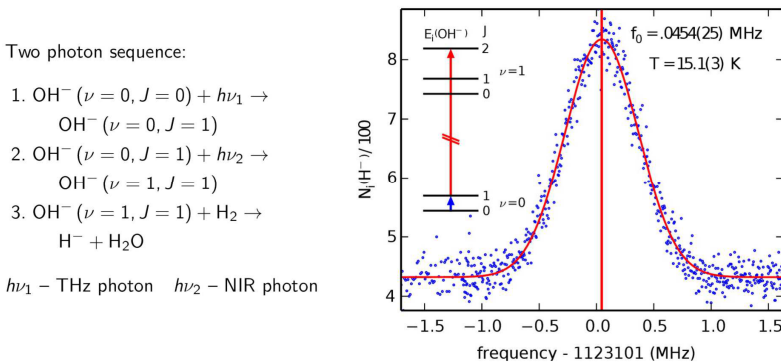 Two photon sequence:
1. OH⁻ (ν = 0, J = 0) + hν₁ →
OH⁻ (ν = 0, J = 1)
2. OH⁻ (ν = 0, J = 1) + hν₂ →
OH⁻ (ν = 1, J = 1)
3. OH⁻ (ν = 1, J = 1) + H₂ →
H⁻ + H₂O
hν₁ – THz photon hν₂ – NIR photon
Eᵢ(OH⁻) J
2
1
0
ν=1
1
0
ν=0
f₀ =.0454(25) MHz
T =15.1(3) K
Nᵢ(H⁻)/100
8
7
6
5
4
−1.5 −1.0 −0.5 0.0 0.5 1.0 1.5
frequency - 1123101 (MHz)